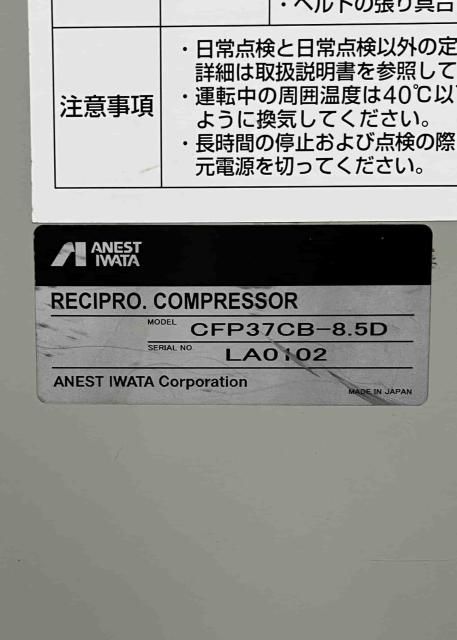 ・ベルトの張り具合
注意事項
・日常点検と日常点検以外の定
詳細は取扱説明書を参照して
・運転中の周囲温度は40℃以
ように換気してください。
・長時間の停止および点検の際
元電源を切ってください。
ANEST
IWATA
RECIPRO. COMPRESSOR
MODEL CFP37CB-8.5D
SERIAL NO. LA0102
ANEST IWATA Corporation
MADE IN JAPAN